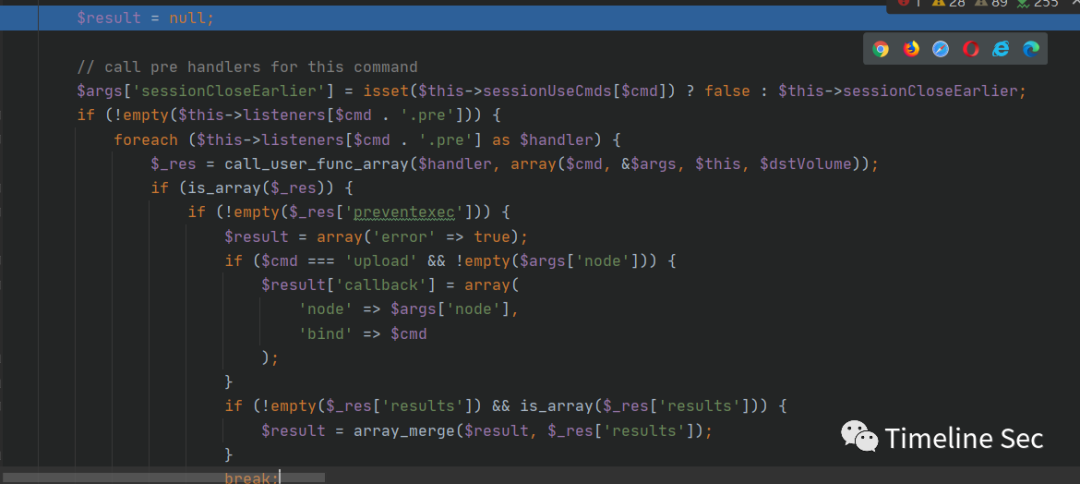 1 28 89 255
$result = null;
// call pre handlers for this command
$args['sessionCloseEarlier'] = isset($this->sessionUseCmds[$cmd]) ? false : $this->sessionCloseEarlier;
if (!empty($this->listeners[$cmd . '.pre'])) {
foreach ($this->listeners[$cmd . '.pre'] as $handler) {
$_res = call_user_func_array($handler, array($cmd, &$args, $this, $dstVolume));
if (is_array($_res)) {
if (!empty($_res['preventexec'])) {
$result = array('error' => true);
if ($cmd === 'upload' && !empty($args['node'])) {
$result['callback'] = array(
'node' => $args['node'],
'bind' => $cmd
);
}
if (!empty($_res['results']) && is_array($_res['results'])) {
$result = array_merge($result, $_res['results']);
}
break;
Timeline Sec